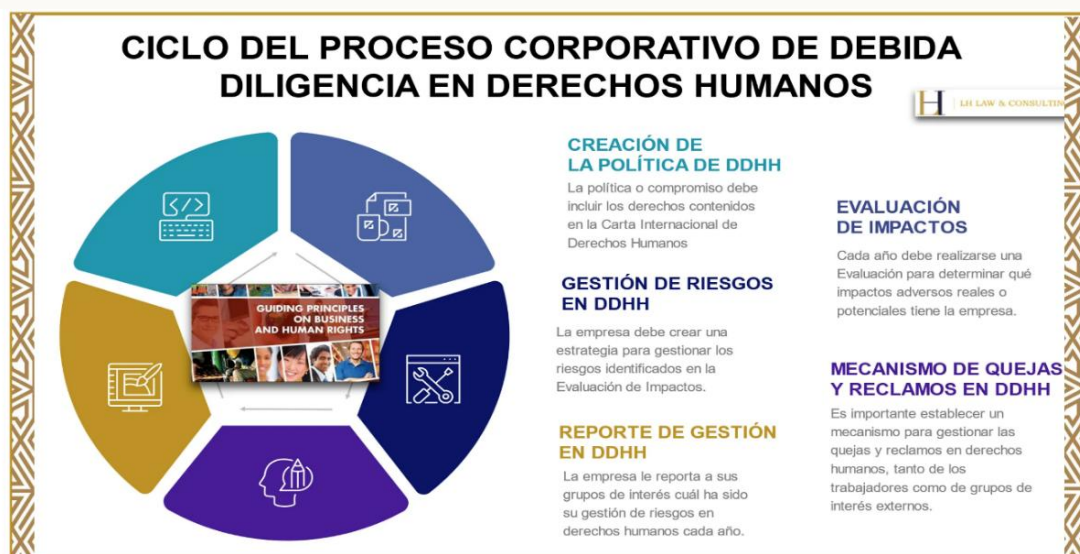 CICLO DEL PROCESO CORPORATIVO DE DEBIDA
DILIGENCIA EN DERECHOS HUMANOS
H
LH LAW & CONSULTIN
CREACIÓN DE
LA POLÍTICA DE DDHH
La política o compromiso debe
incluir los derechos contenidos
en la Carta Internacional de
Derechos Humanos
EVALUACIÓN
DE IMPACTOS
Cada año debe realizarse una
Evaluación para determinar qué
impactos adversos reales o
potenciales tiene la empresa.
GESTIÓN DE RIESGOS
EN DDHH
La empresa debe crear una
estrategia para gestionar los
riesgos identificados en la
Evaluación de Impactos.
MECANISMO DE QUEJAS
Y RECLAMOS EN DDHH
Es importante establecer un
mecanismo para gestionar las
quejas y reclamos en derechos
humanos, tanto de los
trabajadores como de grupos de
interés externos.
REPORTE DE GESTIÓN
EN DDHH
La empresa le reporta a sus
grupos de interés cuál ha sido
su gestión de riesgos en
derechos humanos cada año.
GUIDING PRINCIPLES
ON BUSINESS
AND HUMAN RIGHTS